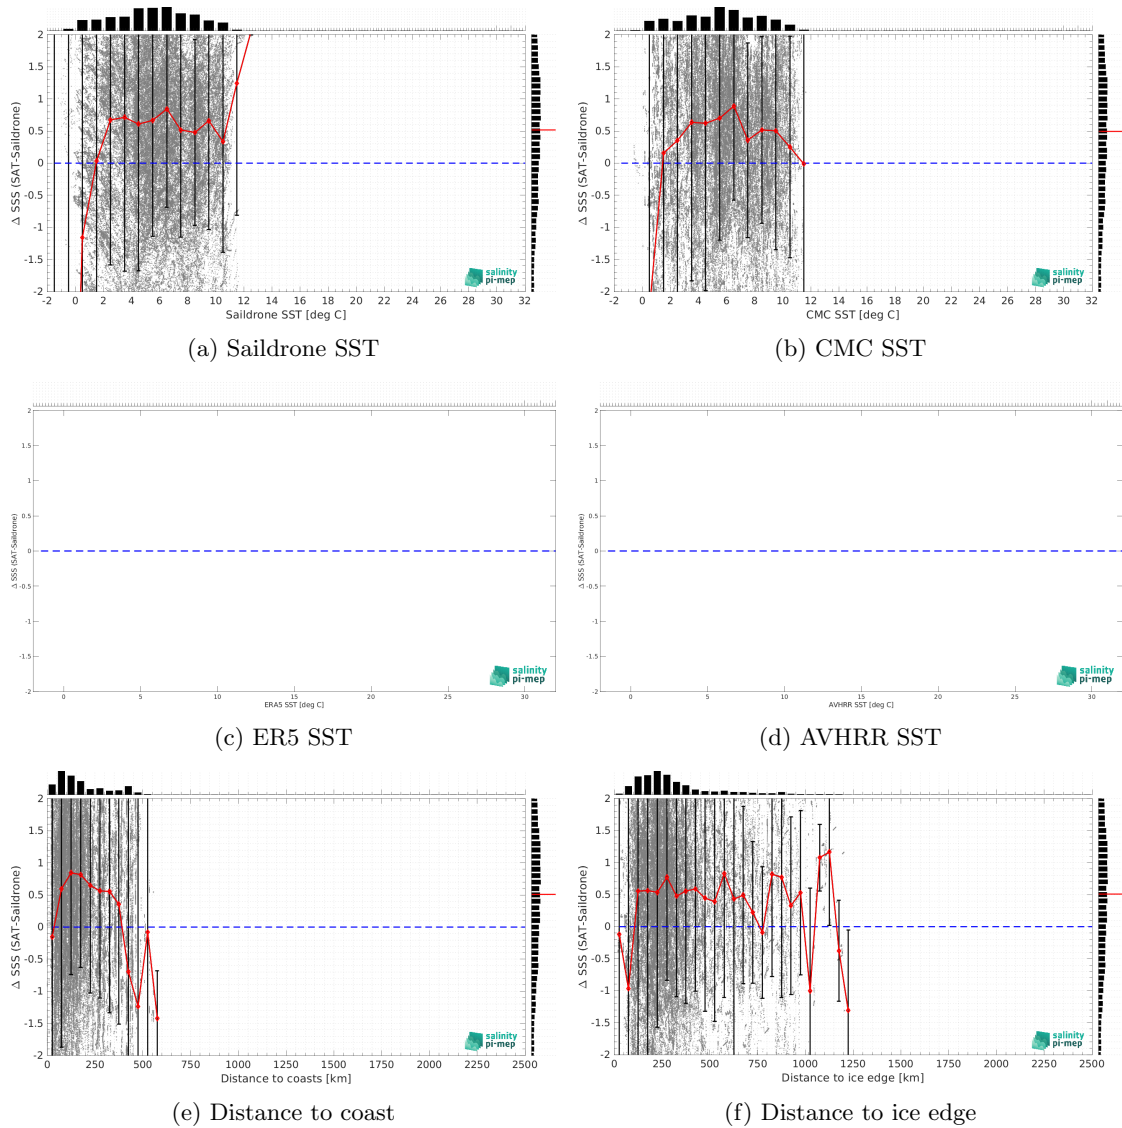 2
1.5
1
0.5
0
-0.5
-1
-1.5
-2
Δ SSS (SAT-Saildrone)
-2 0 2 4 6 8 10 12 14 16 18 20 22 24 26 28 30 32
Saildrone SST [deg C]
salinity
pi-mep
(a) Saildrone SST
2
1.5
1
0.5
0
-0.5
-1
-1.5
-2
Δ SSS (SAT-Saildrone)
-2 0 2 4 6 8 10 12 14 16 18 20 22 24 26 28 30 32
CMC SST [deg C]
salinity
pi-mep
(b) CMC SST
2
1.5
1
0.5
0
-0.5
-1
-1.5
-2
Δ SSS (SAT-Saildrone)
0 5 10 15 20 25 30
ERA5 SST [deg C]
salinity
pi-mep
(c) ER5 SST
2
1.5
1
0.5
0
-0.5
-1
-1.5
-2
Δ SSS (SAT-Saildrone)
0 5 10 15 20 25 30
AVHRR SST [deg C]
salinity
pi-mep
(d) AVHRR SST
2
1.5
1
0.5
0
-0.5
-1
-1.5
-2
Δ SSS (SAT-Saildrone)
0 250 500 750 1000 1250 1500 1750 2000 2250 2500
Distance to coasts [km]
salinity
pi-mep
(e) Distance to coast
2
1.5
1
0.5
0
-0.5
-1
-1.5
-2
Δ SSS (SAT-Saildrone)
0 250 500 750 1000 1250 1500 1750 2000 2250 2500
Distance to ice edge [km]
salinity
pi-mep
(f) Distance to ice edge